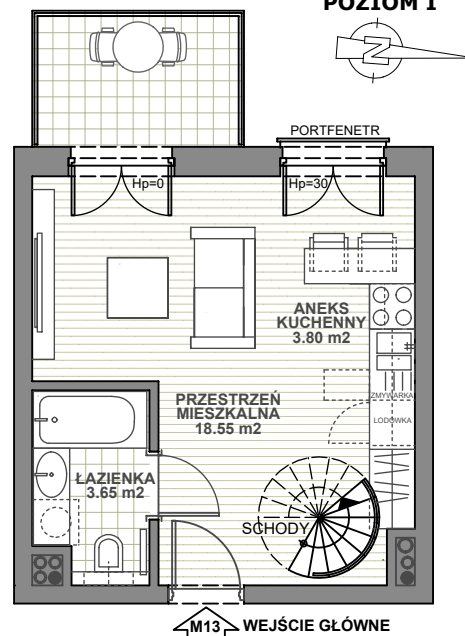 POZIOM I
N
PORTFENETR
Hp=0
Hp=30
ANEKS
KUCHENNY
3.80 m2
ZMYWARKA
PRZESTRZEŃ
MIESZKALNA
18.55 m2
LODÓWKA
ŁAZIENKA
3.65 m2
SCHODY
M13 WEJŚCIE GŁÓWNE